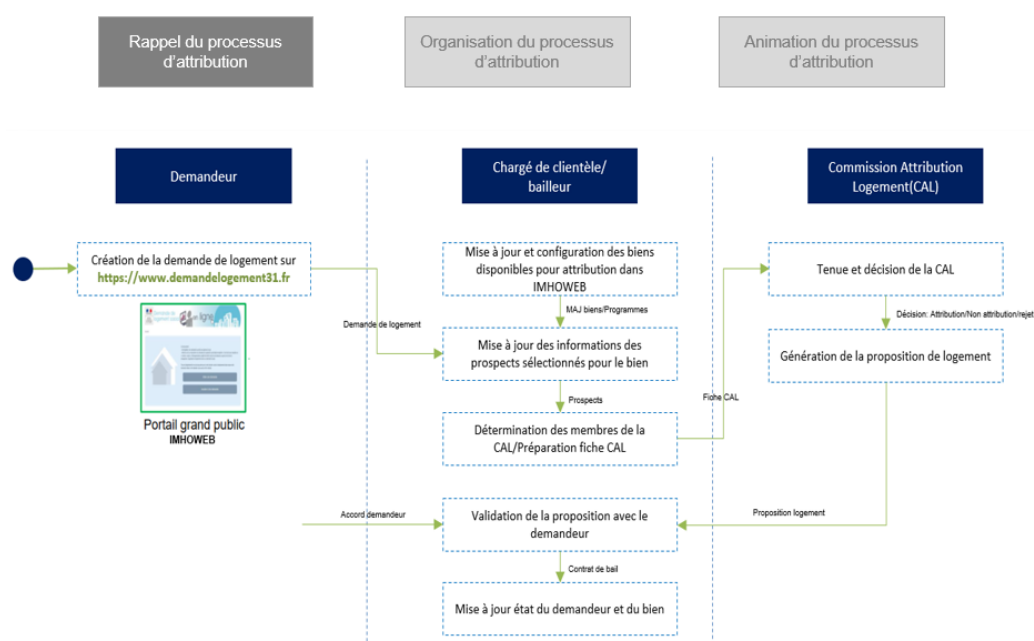 Rappel du processus
d'attribution
Organisation du processus
d'attribution
Animation du processus
d'attribution
Demandeur
Chargé de clientèle/
bailleur
Commission Attribution
Logement(CAL)
Création de la demande de logement sur
https://www.demandelogement31.fr
Mise à jour et configuration des biens
disponibles pour attribution dans
IMHOWEB
Tenue et décision de la CAL
MAJ biens/Programmes
Décision: Attribution/Non attribution/rejet
Demande de logement
Mise à jour des informations des
prospects sélectionnés pour le bien
Génération de la proposition de logement
en ligne
Portail grand public
IMHOWEB
Prospects
Fiche CAL
Détermination des membres de la
CAL/Préparation fiche CAL
Accord demandeur
Validation de la proposition avec le
demandeur
Proposition logement
Contrat de bail
Mise à jour état du demandeur et du bien